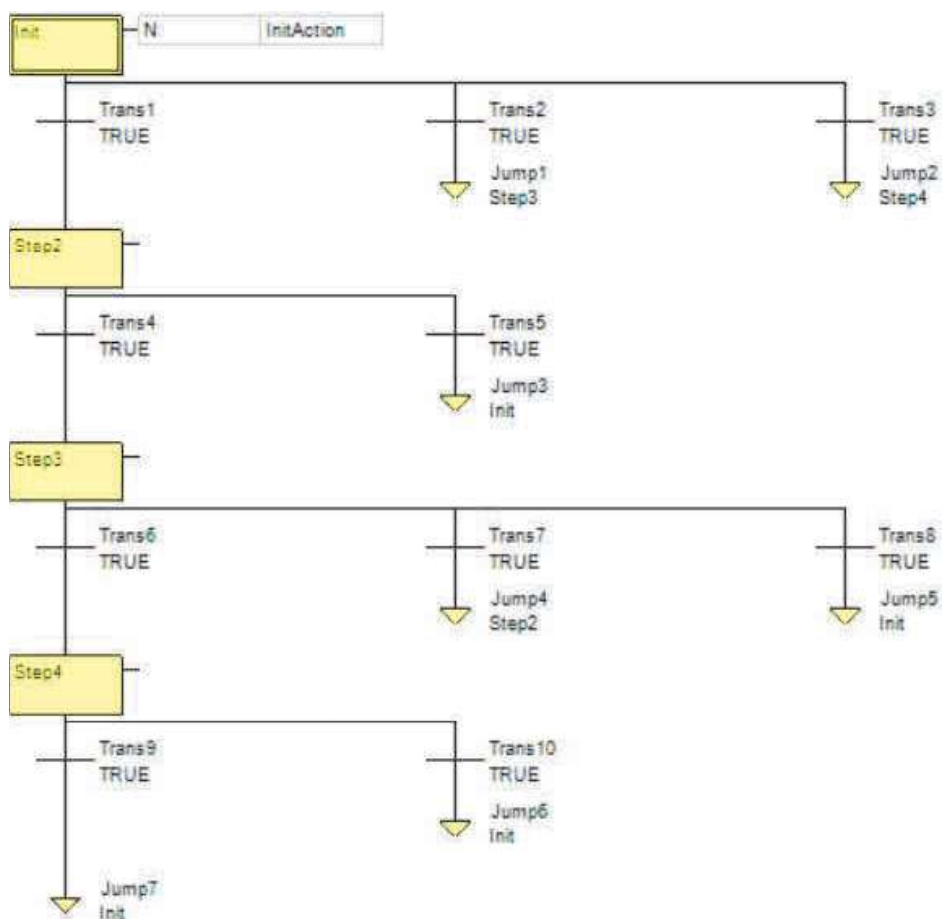 Init
N
InitAction
Trans1
TRUE
Trans2
TRUE
Trans3
TRUE
Jump1
Step3
Jump2
Step4
Step2
Trans4
TRUE
Trans5
TRUE
Jump3
Init
Step3
Trans6
TRUE
Trans7
TRUE
Trans8
TRUE
Jump4
Step2
Jump5
Init
Step4
Trans9
TRUE
Trans10
TRUE
Jump6
Init
Jump7
Init